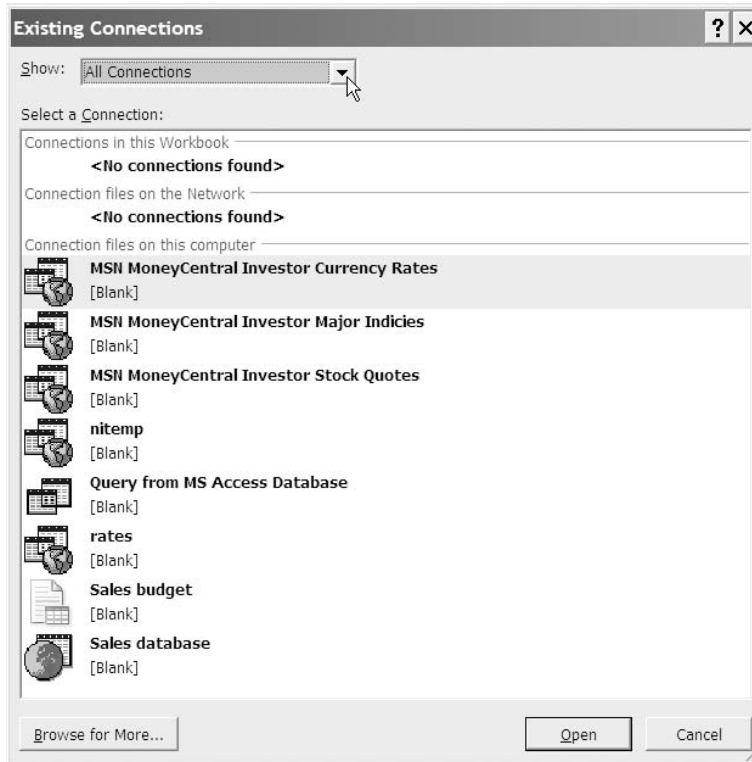 Existing Connections
Show: All Connections
Select a Connection:
Connections in this Workbook
<No connections found>
Connection files on the Network
<No connections found>
Connection files on this computer
MSN MoneyCentral Investor Currency Rates
[Blank]
MSN MoneyCentral Investor Major Indicies
[Blank]
MSN MoneyCentral Investor Stock Quotes
[Blank]
nitemp
[Blank]
Query from MS Access Database
[Blank]
rates
[Blank]
Sales budget
[Blank]
Sales database
[Blank]
Browse for More... Open Cancel